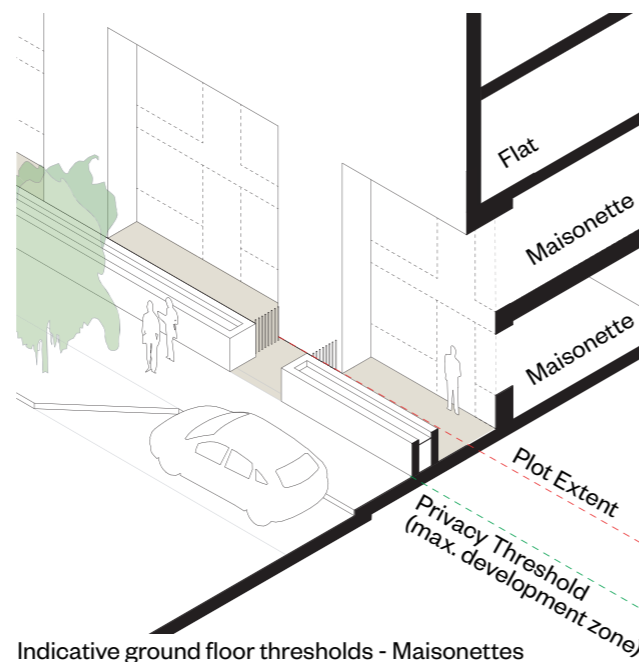 Flat
Maisonette
Maisonette
Plot Extent
Privacy Threshold
(max. development zone)
Indicative ground floor thresholds - Maisonettes